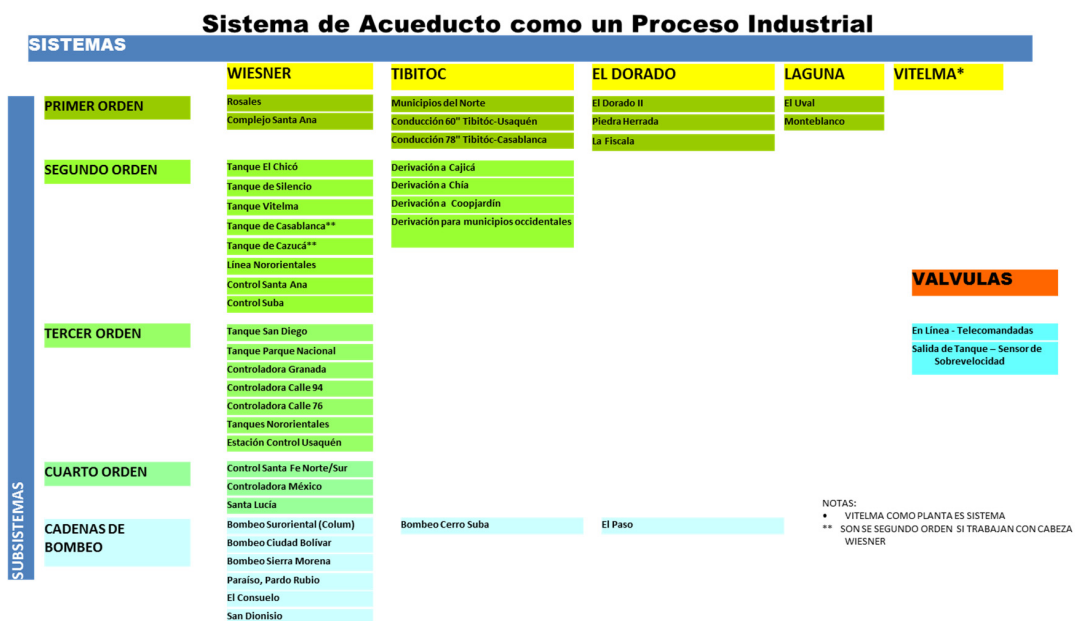 Sistema de Acueducto como un Proceso Industrial
SISTEMAS
WIESNER
TIBITOC
EL DORADO
LAGUNA
VITELMA*
SUBSISTEMAS
PRIMER ORDEN
Rosales
Complejo Santa Ana
Municipios del Norte
Conducción 60" Tibitóc-Usaquén
Conducción 78" Tibitóc-Casablanca
El Dorado II
Piedra Herrada
La Fiscala
El Uval
Monteblanco
SEGUNDO ORDEN
Tanque El Chicó
Tanque de Silencio
Tanque Vitelma
Tanque de Casablanca**
Tanque de Cazucá**
Línea Nororientales
Control Santa Ana
Control Suba
Derivación a Cajicá
Derivación a Chía
Derivación a Coopjardín
Derivación para municipios occidentales
VALVULAS
En Línea - Telecomandadas
Salida de Tanque – Sensor de
Sobrevelocidad
TERCER ORDEN
Tanque San Diego
Tanque Parque Nacional
Controladora Granada
Controladora Calle 94
Controladora Calle 76
Tanques Nororientales
Estación Control Usaquén
CUARTO ORDEN
Control Santa Fe Norte/Sur
Controladora México
Santa Lucía
CADENAS DE
BOMBEO
Bombeo Suroriental (Colum)
Bombeo Ciudad Bolívar
Bombeo Sierra Morena
Paraíso, Pardo Rubio
El Consuelo
San Dionisio
Bombeo Cerro Suba
El Paso
NOTAS:
• VITELMA COMO PLANTA ES SISTEMA
** SON SE SEGUNDO ORDEN SI TRABAJAN CON CABEZA
WIESNER